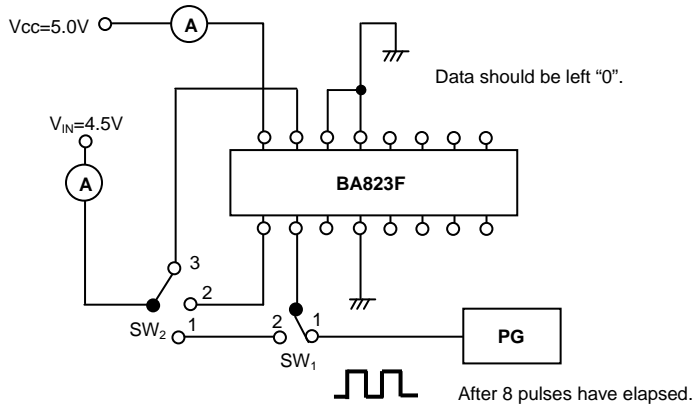 Vcc=5.0V
A
Data should be left “0”.
VIN=4.5V
A
BA823F
3
2
1
SW2
2
1
SW1
PG
After 8 pulses have elapsed.